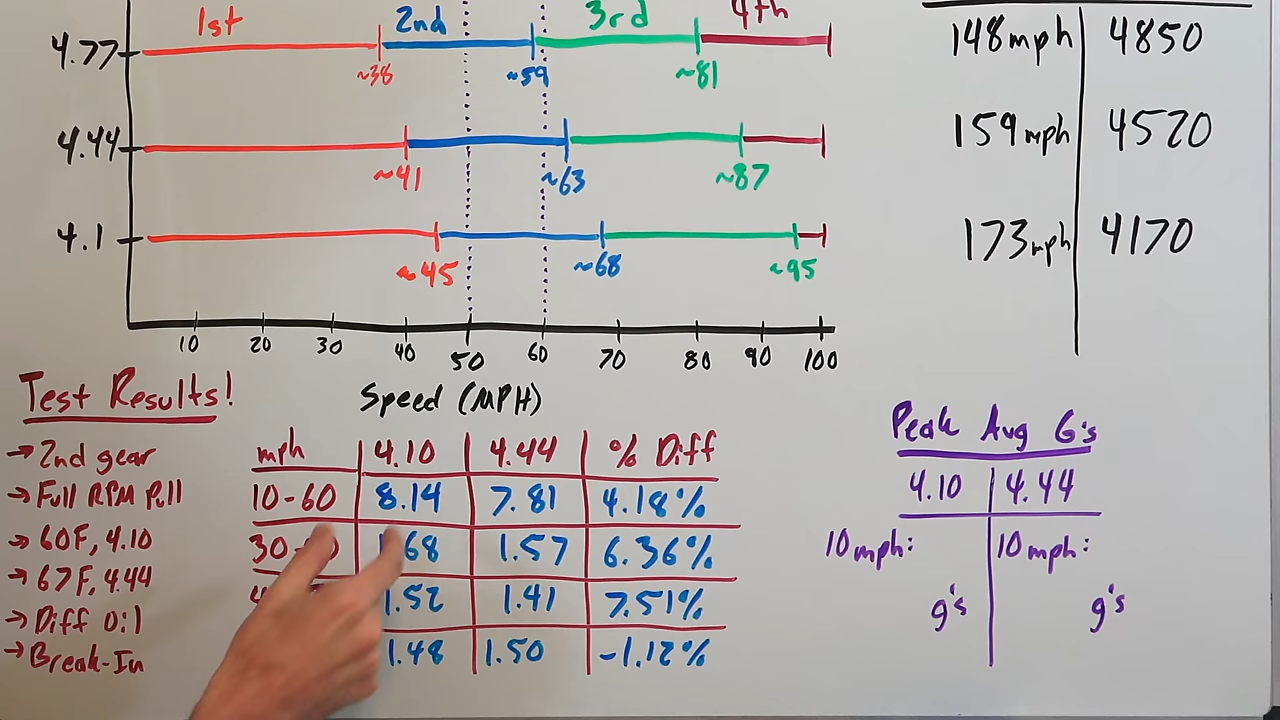 1st 2nd 3rd 4th
4.77
~38 ~59 ~81
4.44
~41 ~63 ~87
4.1
~45 ~68 ~95
10 20 30 40 50 60 70 80 90 100
Speed (MPH)
148mph 4850
159mph 4520
173mph 4170
Test Results!
→ 2nd gear
→ Full RPM Pull
→ 60F, 4.10
→ 67F, 4.44
→ Diff Oil
→ Break-In
mph 4.10 4.44 % Diff
10-60 8.14 7.81 4.18%
1.57 6.36%
1.52 1.41 7.51%
1.48 1.50 -1.12%
Peak Avg G's
4.10 4.44
10mph: 10mph:
g's g's